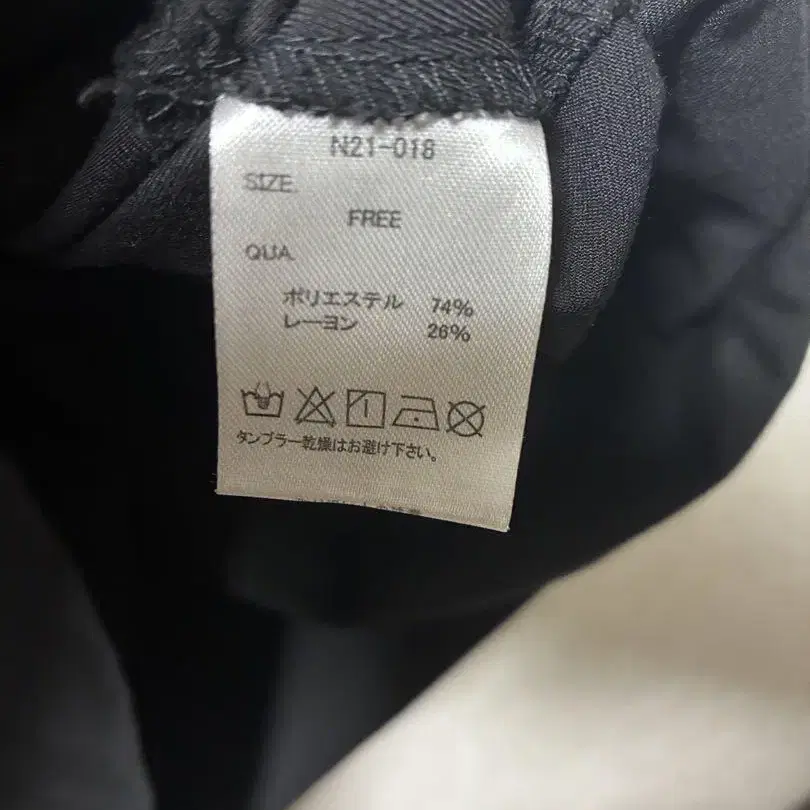 N21-018
SIZE.
FREE
QUA.
ポリエステル 74%
レーヨン 26%
タンブラー乾燥はお避け下さい。